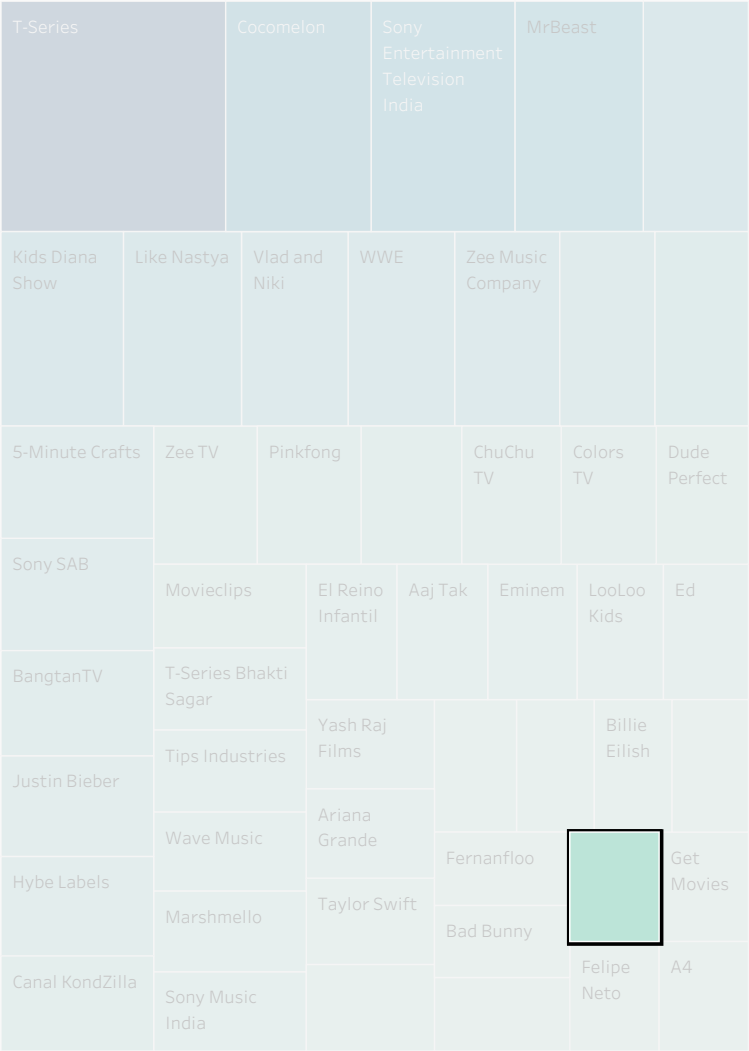 T-Series
Cocomelon
Sony
Entertainment
Television
India
MrBeast
Kids Diana
Show
Like Nastya
Vlad and
Niki
WWE
Zee Music
Company
5-Minute Crafts
Zee TV
Pinkfong
ChuChu
TV
Colors
TV
Dude
Perfect
Sony SAB
Movieclips
El Reino
Infantil
Aaj Tak
Eminem
LooLoo
Kids
Ed
BangtanTV
T-Series Bhakti
Sagar
Yash Raj
Films
Billie
Eilish
Tips Industries
Justin Bieber
Ariana
Grande
Wave Music
Fernanfloo
Get
Movies
Hybe Labels
Taylor Swift
Marshmello
Bad Bunny
Felipe
Neto
A4
Canal KondZilla
Sony Music
India